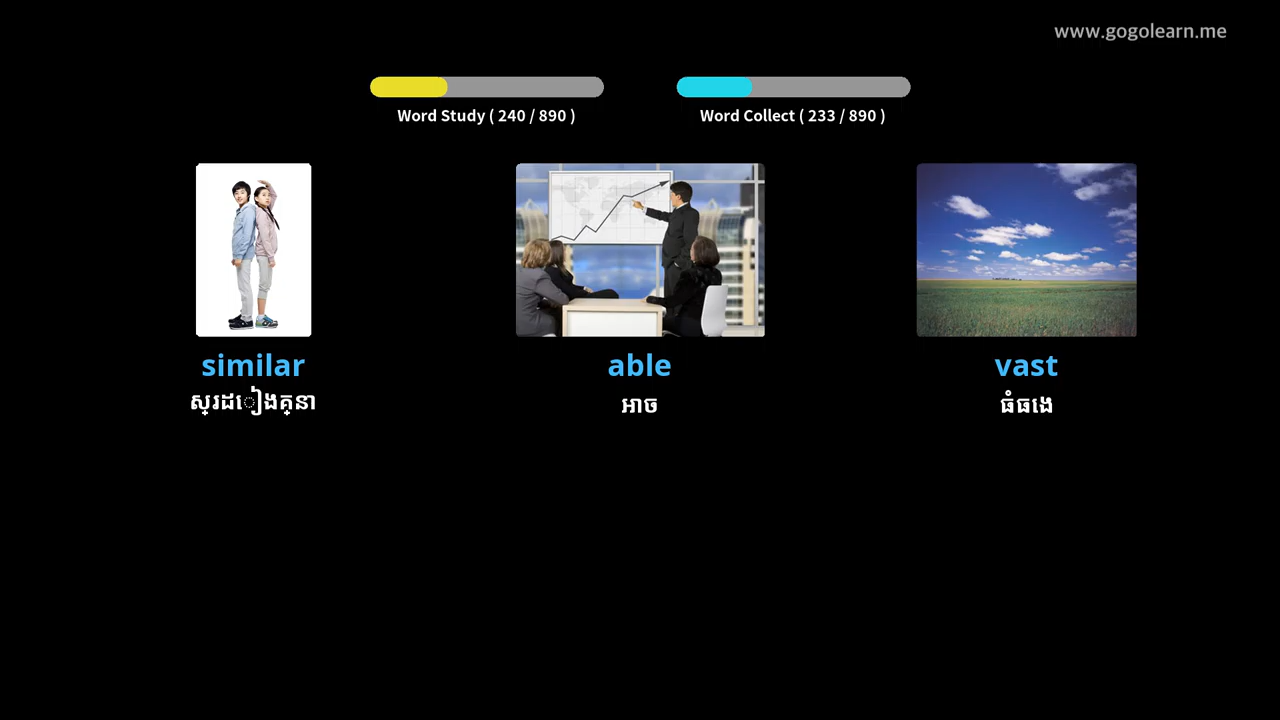 www.gogolearn.me
Word Study ( 240 / 890 )
Word Collect ( 233 / 890 )
similar
ស្រដៀងគ្នា
able
អាច
vast
ធំធេង